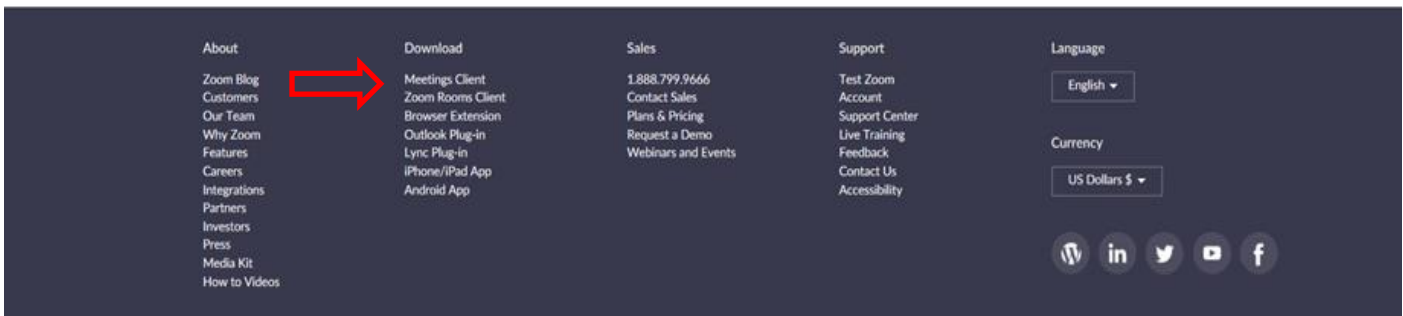 About
Zoom Blog
Customers
Our Team
Why Zoom
Features
Careers
Integrations
Partners
Investors
Press
Media Kit
How to Videos
Download
Meetings Client
Zoom Rooms Client
Browser Extension
Outlook Plug-in
Lync Plug-in
iPhone/iPad App
Android App
Sales
1.888.799.9666
Contact Sales
Plans & Pricing
Request a Demo
Webinars and Events
Support
Test Zoom
Account
Support Center
Live Training
Feedback
Contact Us
Accessibility
Language
English
Currency
US Dollars $
in
f